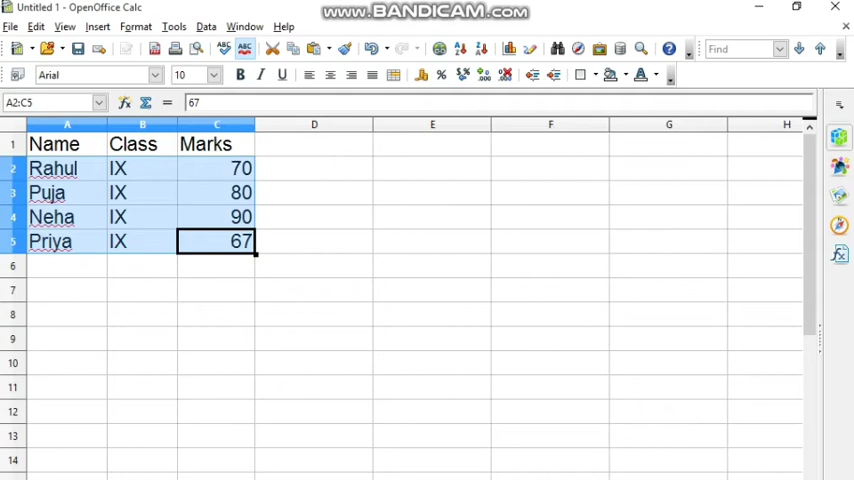 Untitled 1 - OpenOffice Calc
www.BANDICAM.com
File Edit View Insert Format Tools Data Window Help
Find
Arial 10
A2:C5 67
A B C D E F G H
1 Name Class Marks
2 Rahul IX 70
3 Puja IX 80
4 Neha IX 90
5 Priya IX 67
6
7
8
9
10
11
12
13
14